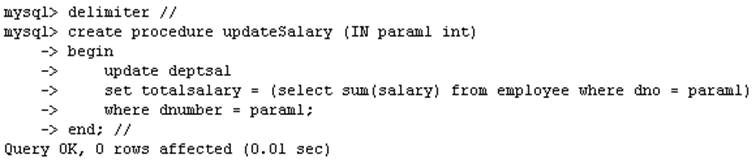 mysql> delimiter //
mysql> create procedure updateSalary (IN param1 int)
    -> begin
    ->     update deptsal
    ->     set totalsalary = (select sum(salary) from employee where dno = param1)
    ->     where dnumber = param1;
    -> end; //
Query OK, 0 rows affected (0.01 sec)